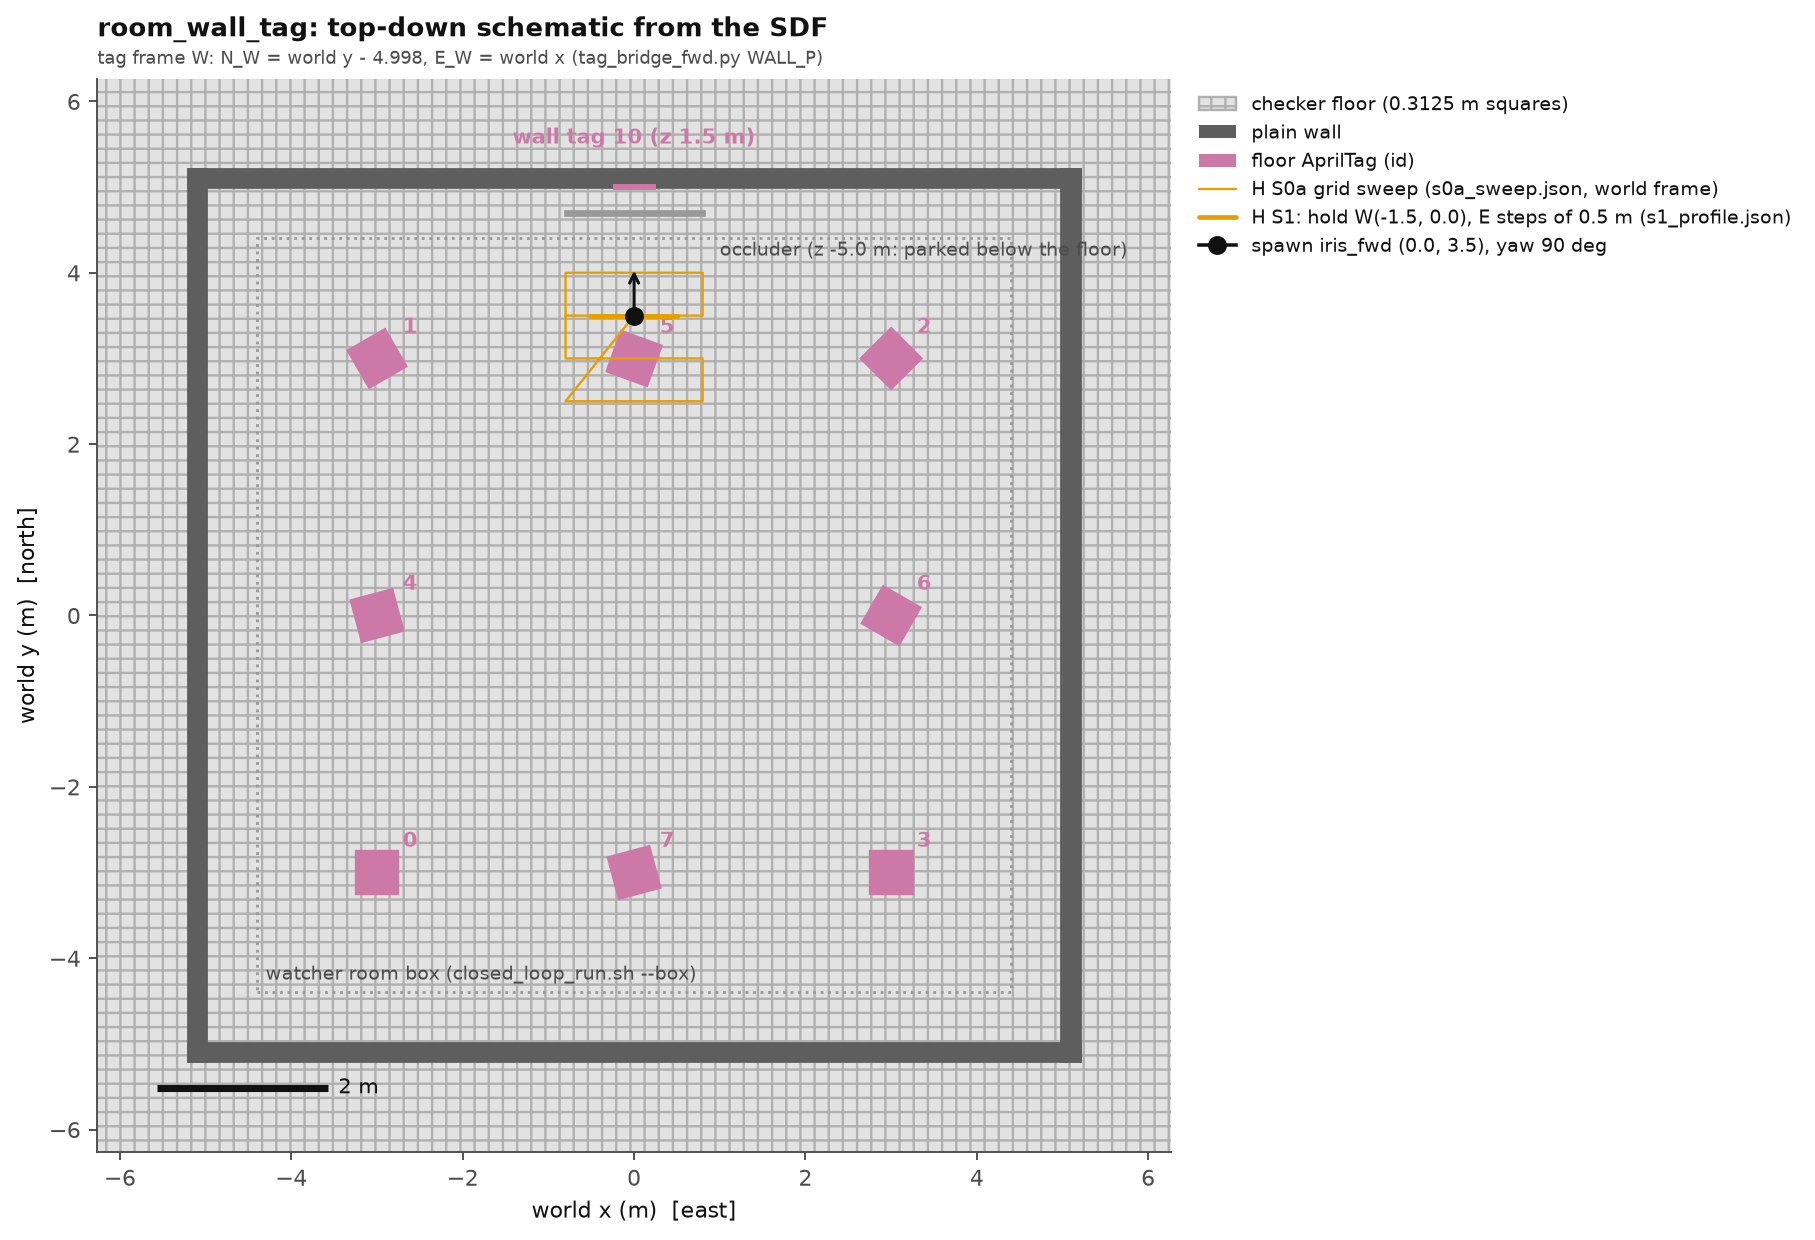 room_wall_tag: top-down schematic from the SDF
tag frame W: N_W = world y - 4.998, E_W = world x (tag_bridge_fwd.py WALL_P)
checker floor (0.3125 m squares)
plain wall
floor AprilTag (id)
H S0a grid sweep (s0a_sweep.json, world frame)
H S1: hold W(-1.5, 0.0), E steps of 0.5 m (s1_profile.json)
spawn iris_fwd (0.0, 3.5), yaw 90 deg
wall tag 10 (z 1.5 m)
occluder (z -5.0 m: parked below the floor)
1
5
2
4
6
0
7
3
watcher room box (closed_loop_run.sh --box)
2 m
6
4
2
0
−2
−4
−6
world y (m) [north]
−6
−4
−2
0
2
4
6
world x (m) [east]